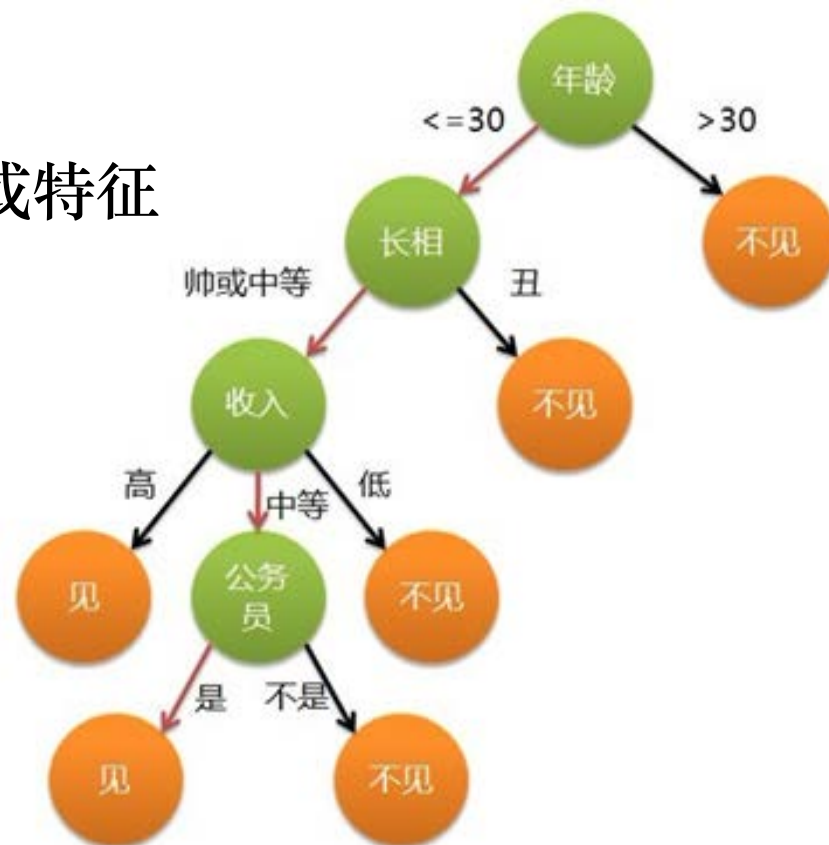 年龄
<=30
>30
或特征
长相
不见
帅或中等
丑
收入
不见
高
中等
低
见
公务
员
不见
是
不是
见
不见